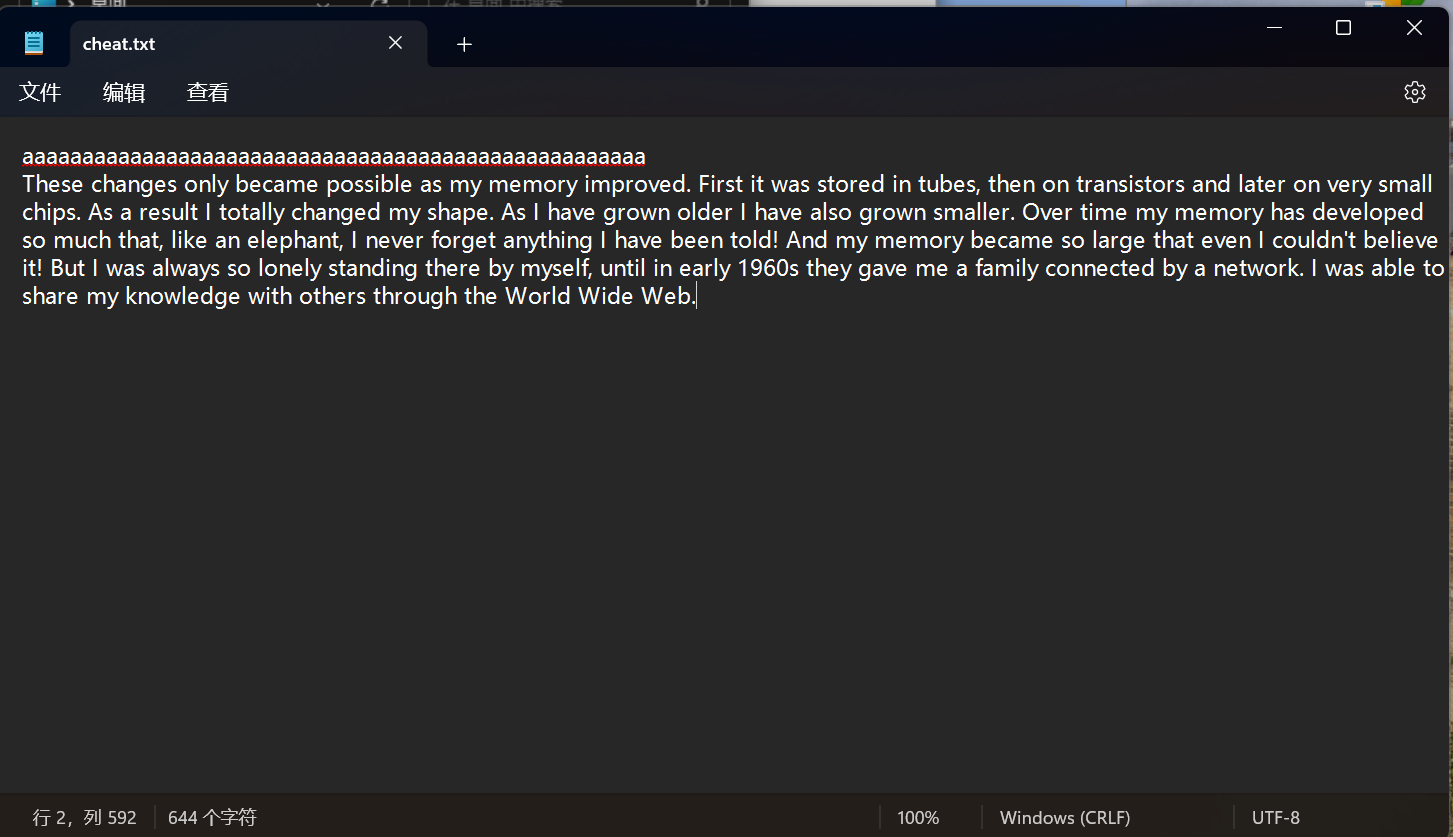 cheat.txt
文件 编辑 查看
aaaaaaaaaaaaaaaaaaaaaaaaaaaaaaaaaaaaaaaaaaaaaaaaaaaa
These changes only became possible as my memory improved. First it was stored in tubes, then on transistors and later on very small
chips. As a result I totally changed my shape. As I have grown older I have also grown smaller. Over time my memory has developed
so much that, like an elephant, I never forget anything I have been told! And my memory became so large that even I couldn't believe
it! But I was always so lonely standing there by myself, until in early 1960s they gave me a family connected by a network. I was able to
share my knowledge with others through the World Wide Web.
行 2，列 592 644 个字符 100% Windows (CRLF) UTF-8